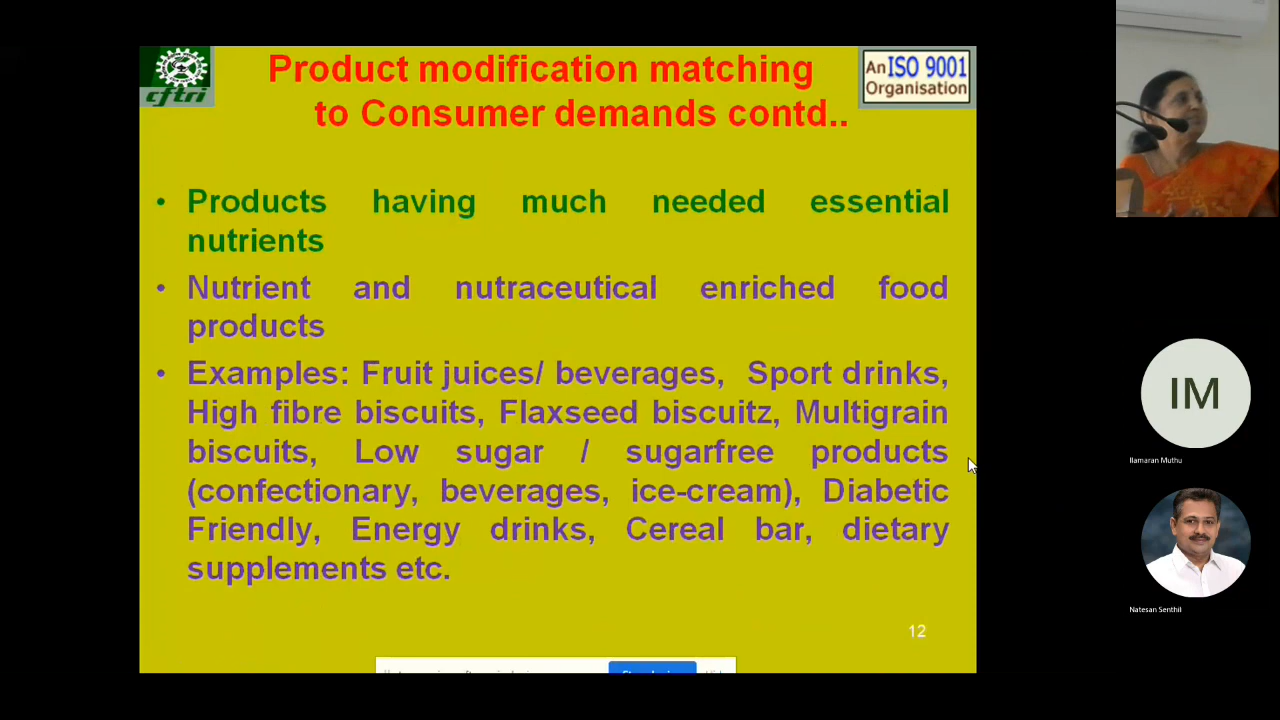 cftri
Product modification matching
to Consumer demands contd..
An ISO 9001
Organisation
• Products having much needed essential
nutrients
• Nutrient and nutraceutical enriched food
products
• Examples: Fruit juices/ beverages, Sport drinks,
High fibre biscuits, Flaxseed biscuitz, Multigrain
biscuits, Low sugar / sugarfree products
(confectionary, beverages, ice-cream), Diabetic
Friendly, Energy drinks, Cereal bar, dietary
supplements etc.
12
IM
Ilamaran Muthu
Natesan Senthil